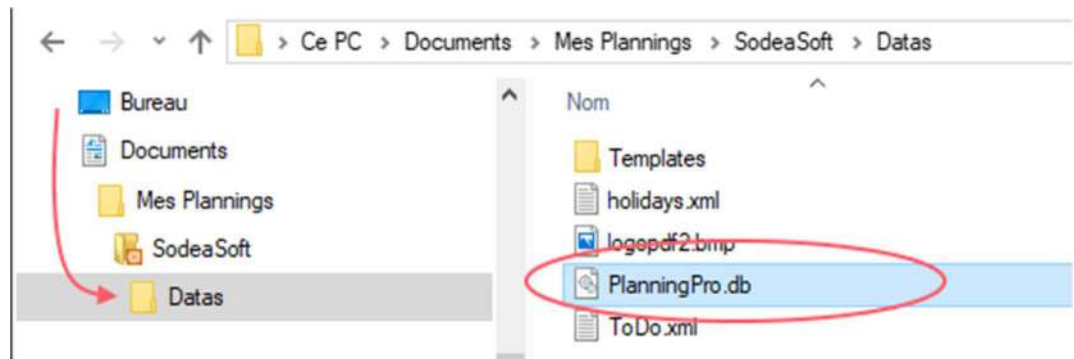 > Ce PC > Documents > Mes Plannings > SodeaSoft > Datas
Bureau
Documents
Mes Plannings
SodeaSoft
Datas
Nom
Templates
holidays.xml
logopdf2.bmp
PlanningPro.db
ToDo.xml